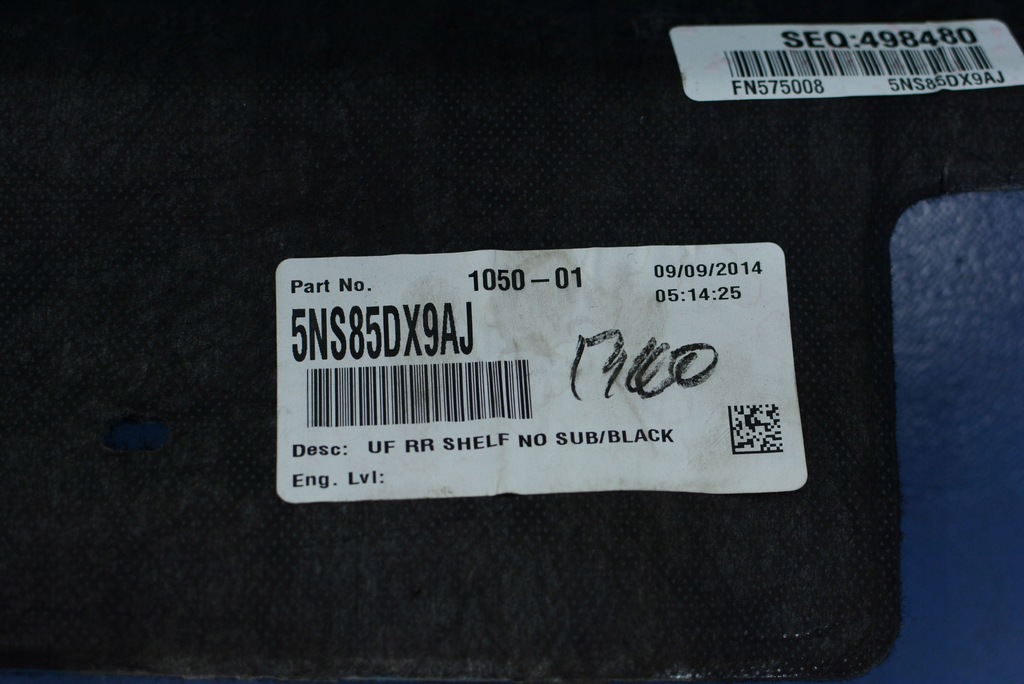 SEQ:498480
FN575008 5NS85DX9AJ
Part No. 1050-01 09/09/2014
05:14:25
5NS85DX9AJ
Desc: UF RR SHELF NO SUB/BLACK
Eng. Lvl: